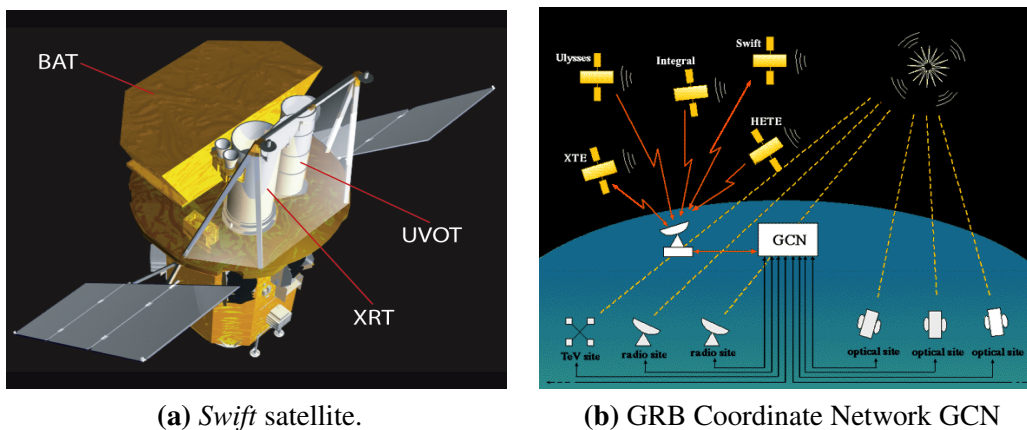 BAT
UVOT
XRT
Ulysses
Integral
Swift
XTE
HETE
GCN
TeV site
radio site
radio site
optical site
optical site
optical site
(a) Swift satellite.
(b) GRB Coordinate Network GCN